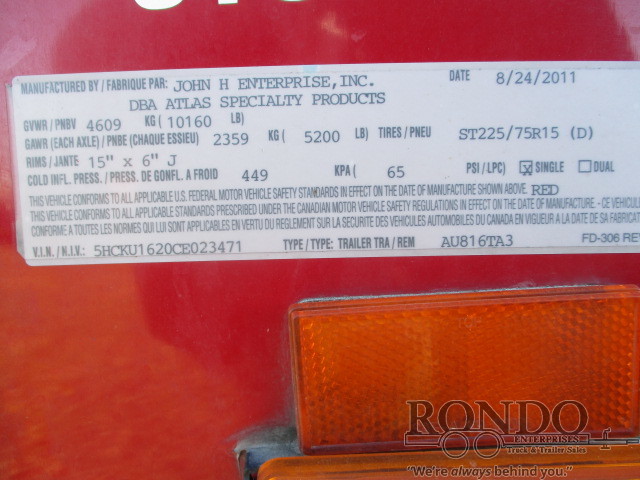 MANUFACTURED BY / FABRIQUE PAR: JOHN H ENTERPRISE, INC. DATE 8/24/2011
DBA ATLAS SPECIALTY PRODUCTS
GVWR / PNBV 4609 KG ( 10160 LB)
GAWR (EACH AXLE) / PNBE (CHAQUE ESSIEU) 2359 KG ( 5200 LB) TIRES / PNEU ST225/75R15 (D)
RIMS / JANTE 15" x 6" J
COLD INFL. PRESS. / PRESS. DE GONFL. A FROID 449 KPA ( 65 PSI / LPC) SINGLE DUAL
THIS VEHICLE CONFORMS TO ALL APPLICABLE U.S. FEDERAL MOTOR VEHICLE SAFETY STANDARDS IN EFFECT ON THE DATE OF MANUFACTURE SHOWN ABOVE. RED
THIS VEHICLE CONFORMS TO ALL APPLICABLE STANDARDS PRESCRIBED UNDER THE CANADIAN MOTOR VEHICLE SAFETY REGULATIONS IN EFFECT ON THE DATE OF MANUFACTURE - CE VEHICULE
EST CONFORME A TOUTES LES NORMES QUI LUI SONT APPLICABLES EN VERTU DU REGLEMENT SUR LA SECURITE DES VEHICULES AUTOMOBILES DU CANADA EN VIGUEUR A LA
V.I.N. / N.I.V.: 5HCKU1620CE023471 TYPE / TYPE: TRAILER TRA / REM AU816TA3 FD-306 REV
RONDO
ENTERPRISES
Truck & Trailer Sales
"We're always behind you."